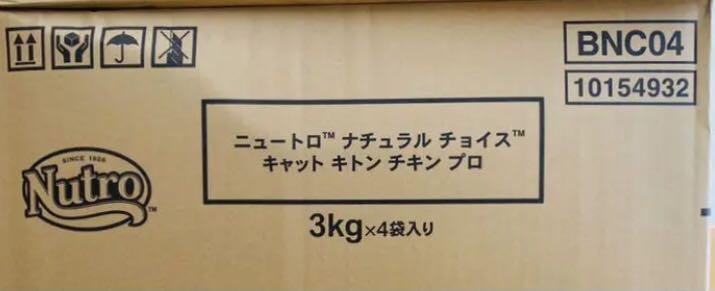 BNC04
10154932
ニュートロ™ ナチュラル チョイス™
キャット キトン チキン プロ
SINCE 1926
Nutro™
3kg×4袋入り